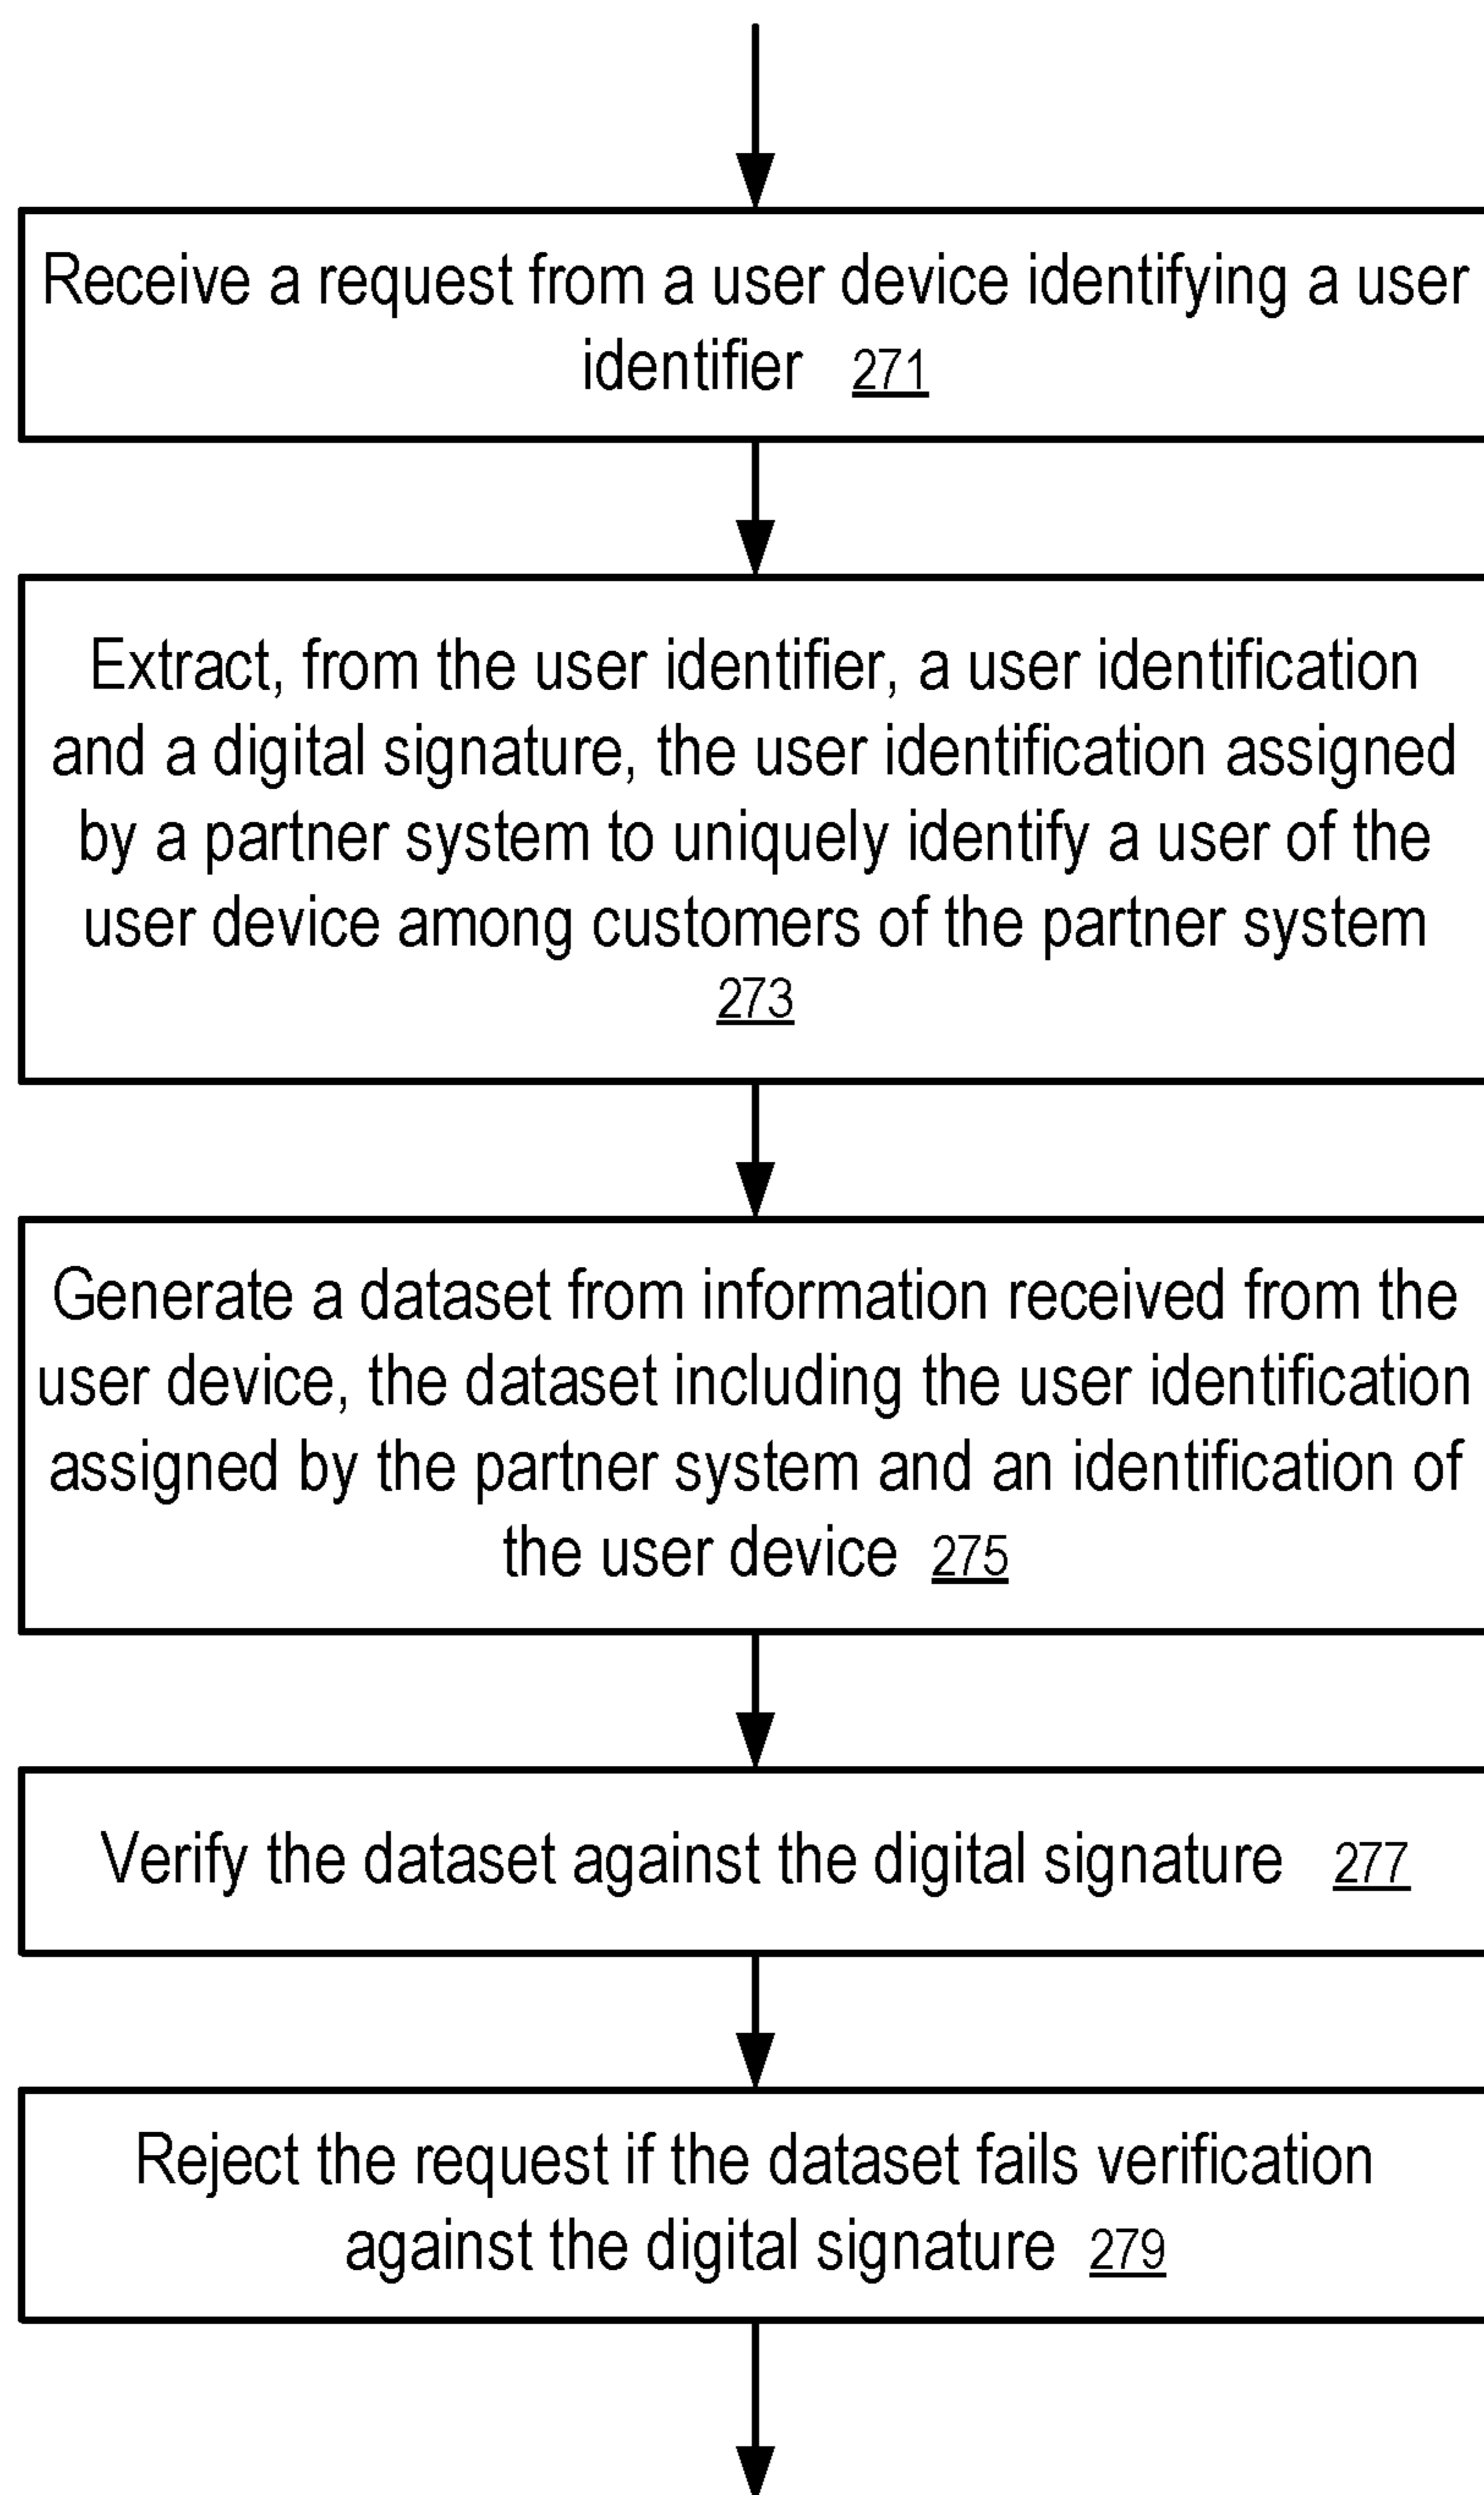 Receive a request from a user device identifying a user
identifier 271
Extract, from the user identifier, a user identification
and a digital signature, the user identification assigned
by a partner system to uniquely identify a user of the
user device among customers of the partner system
273
Generate a dataset from information received from the
user device, the dataset including the user identification
assigned by the partner system and an identification of
the user device 275
Verify the dataset against the digital signature 277
Reject the request if the dataset fails verification
against the digital signature 279